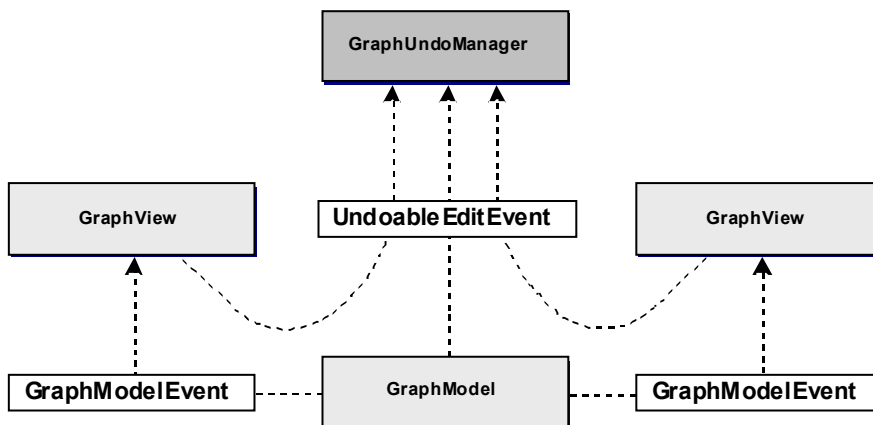 GraphUndoManager
GraphView
UndoableEditEvent
GraphView
GraphModelEvent
GraphModel
GraphModelEvent